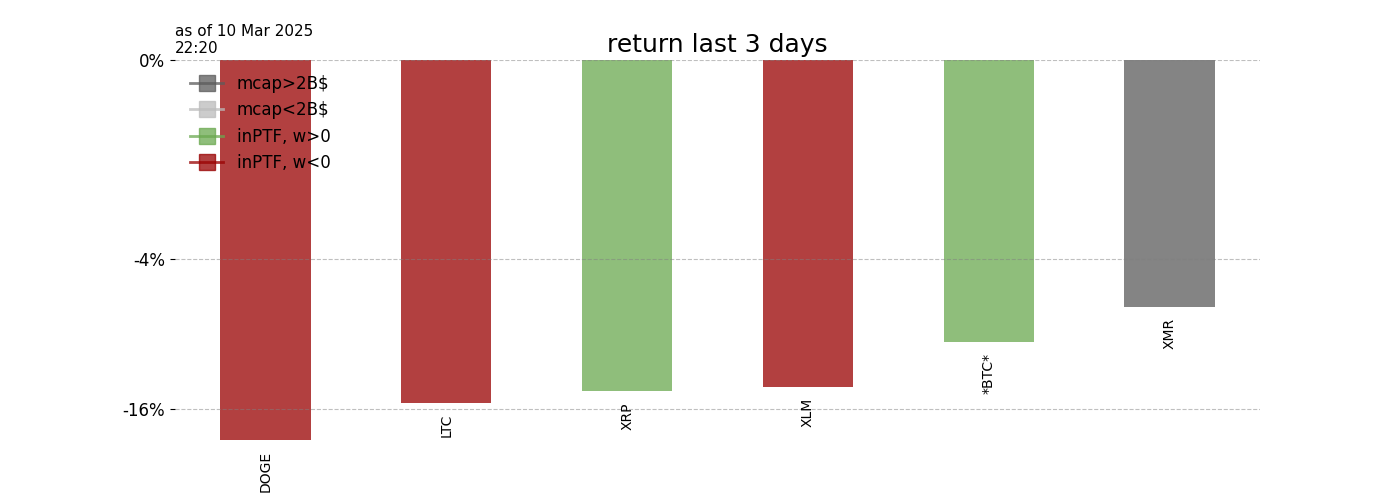 as of 10 Mar 2025
22:20
return last 3 days
0%
-4%
-16%
mcap>2B$
mcap<2B$
inPTF, w>0
inPTF, w<0
DOGE
LTC
XRP
XLM
*BTC*
XMR